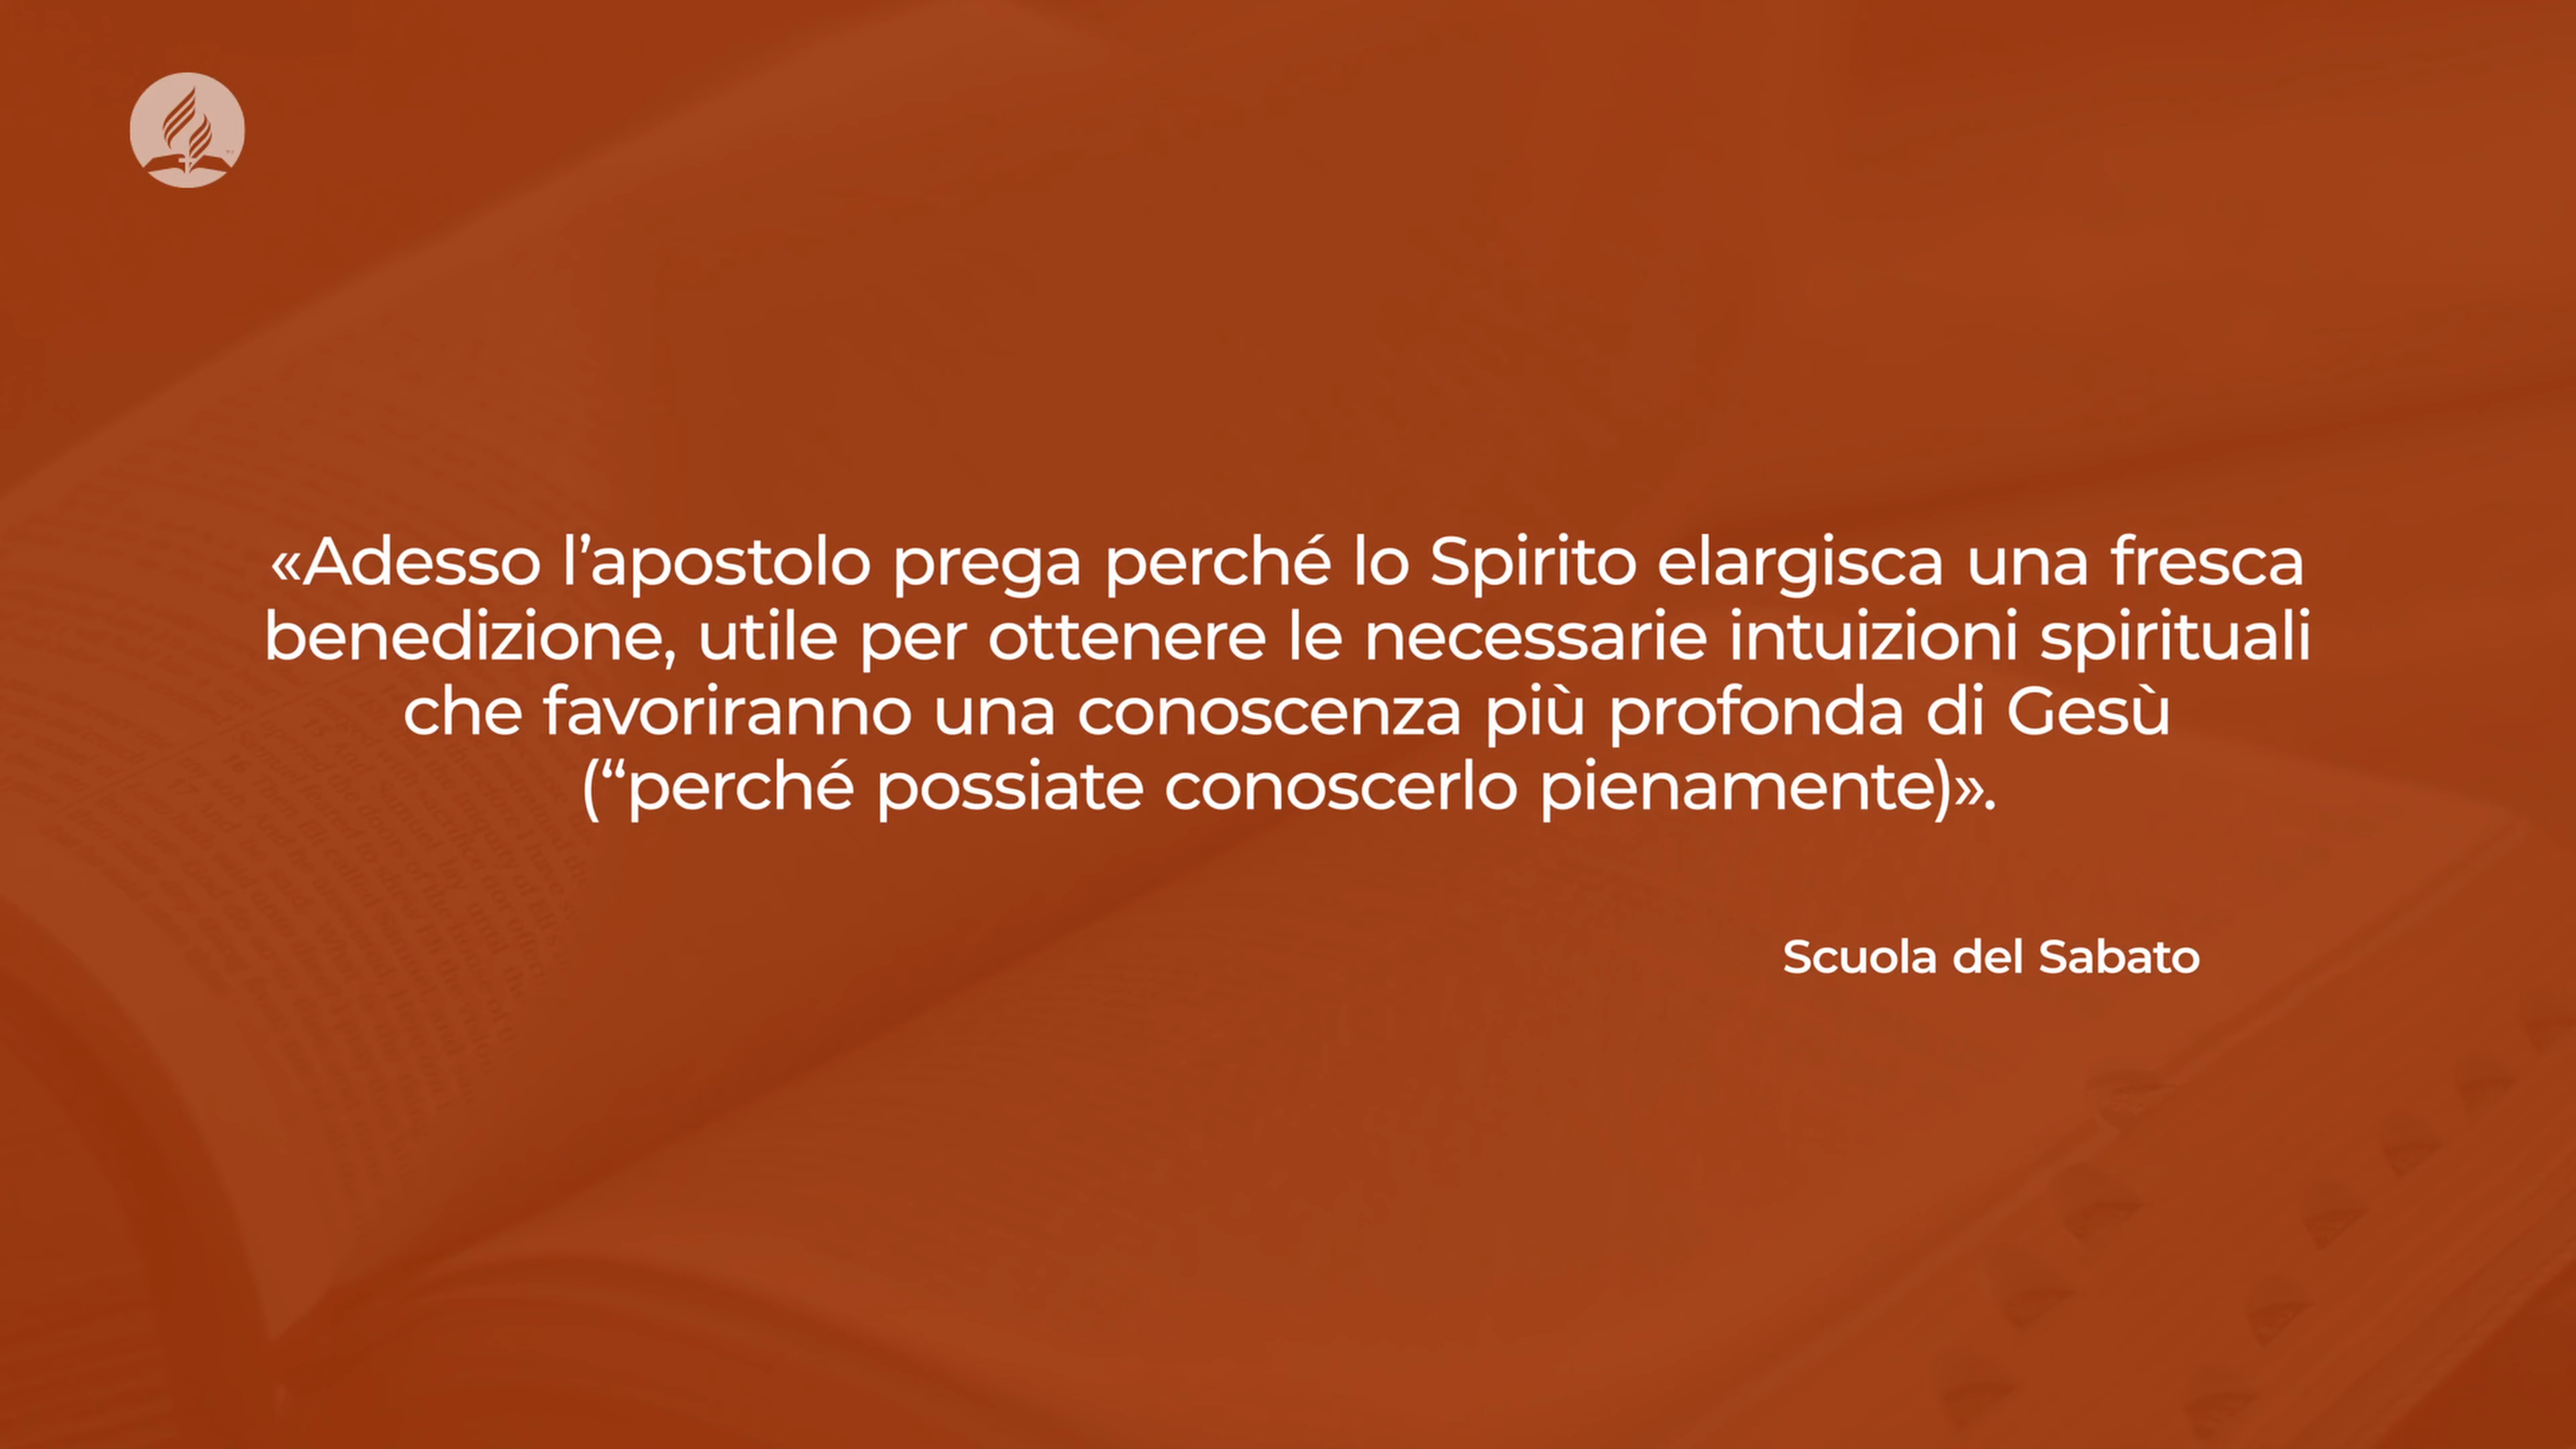 «Adesso l’apostolo prega perché lo Spirito elargisca una fresca
benedizione, utile per ottenere le necessarie intuizioni spirituali
che favoriranno una conoscenza più profonda di Gesù
(“perché possiate conoscerlo pienamente)».
Scuola del Sabato